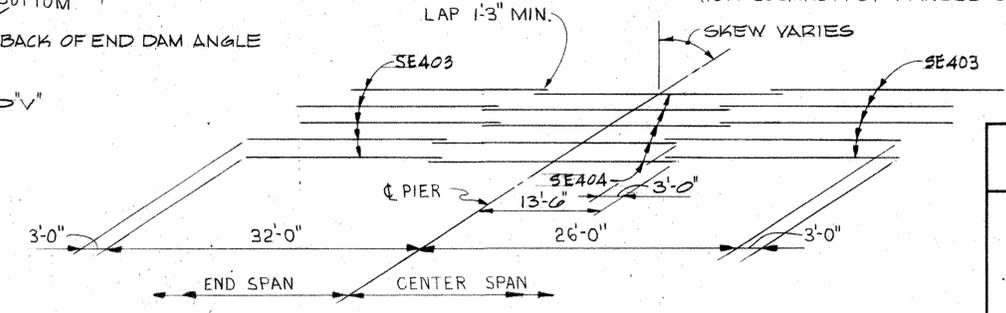 BOTTOM
LAP 1'-3" MIN.
SKEW VARIES
BACK OF END DAM ANGLE
SE403
SE403
"V"
SE404
3'-0"
℄ PIER
13'-6"
3'-0"
32'-0"
26'-0"
3'-0"
END SPAN
CENTER SPAN